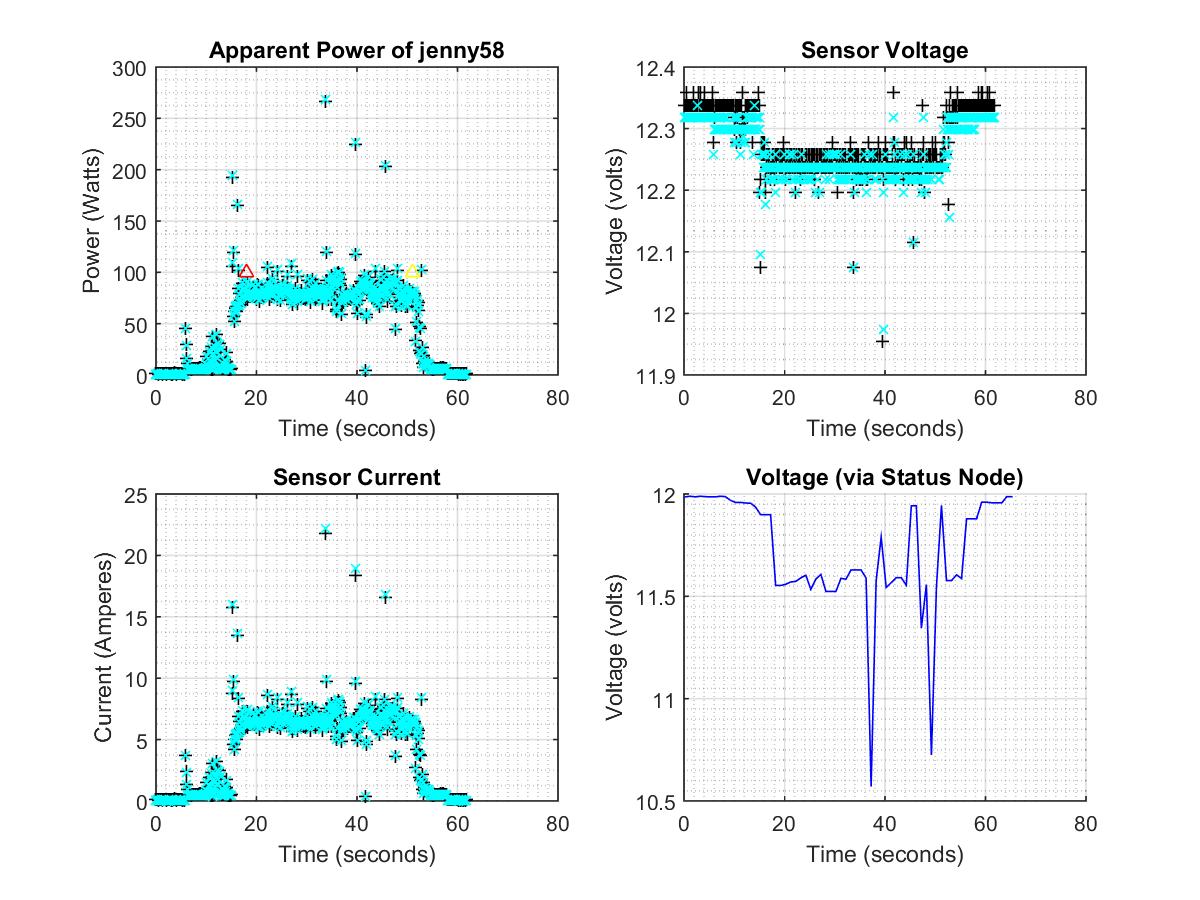 Apparent Power of jenny58
300
250
200
150
100
50
0
Power (Watts)
0 20 40 60 80
Time (seconds)
Sensor Voltage
12.4
12.3
12.2
12.1
12
11.9
Voltage (volts)
0 20 40 60 80
Time (seconds)
Sensor Current
25
20
15
10
5
0
Current (Amperes)
0 20 40 60 80
Time (seconds)
Voltage (via Status Node)
12
11.5
11
10.5
Voltage (volts)
0 20 40 60 80
Time (seconds)